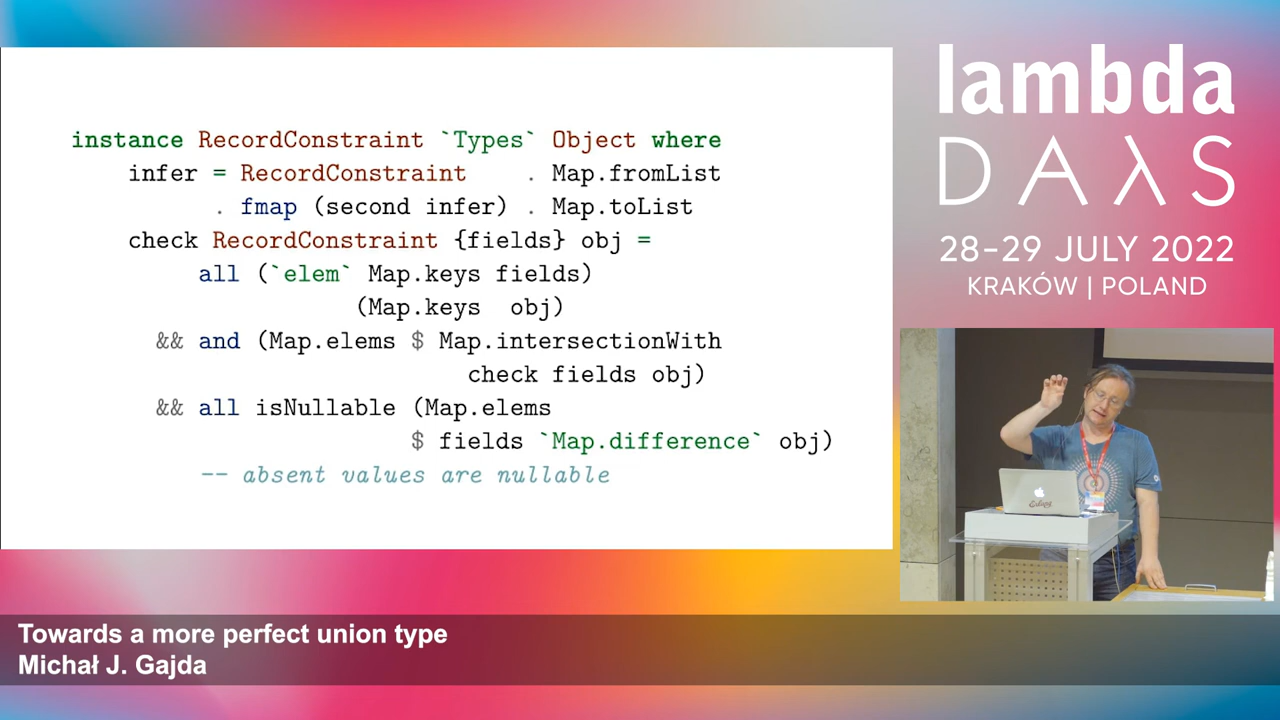 instance RecordConstraint `Types` Object where
infer = RecordConstraint . Map.fromList
. fmap (second infer) . Map.toList
check RecordConstraint {fields} obj =
all (`elem` Map.keys fields)
(Map.keys obj)
&& and (Map.elems $ Map.intersectionWith
check fields obj)
&& all isNullable (Map.elems
$ fields `Map.difference` obj)
-- absent values are nullable
lambda
DAλS
28–29 JULY 2022
KRAKÓW | POLAND
Towards a more perfect union type
Michał J. Gajda